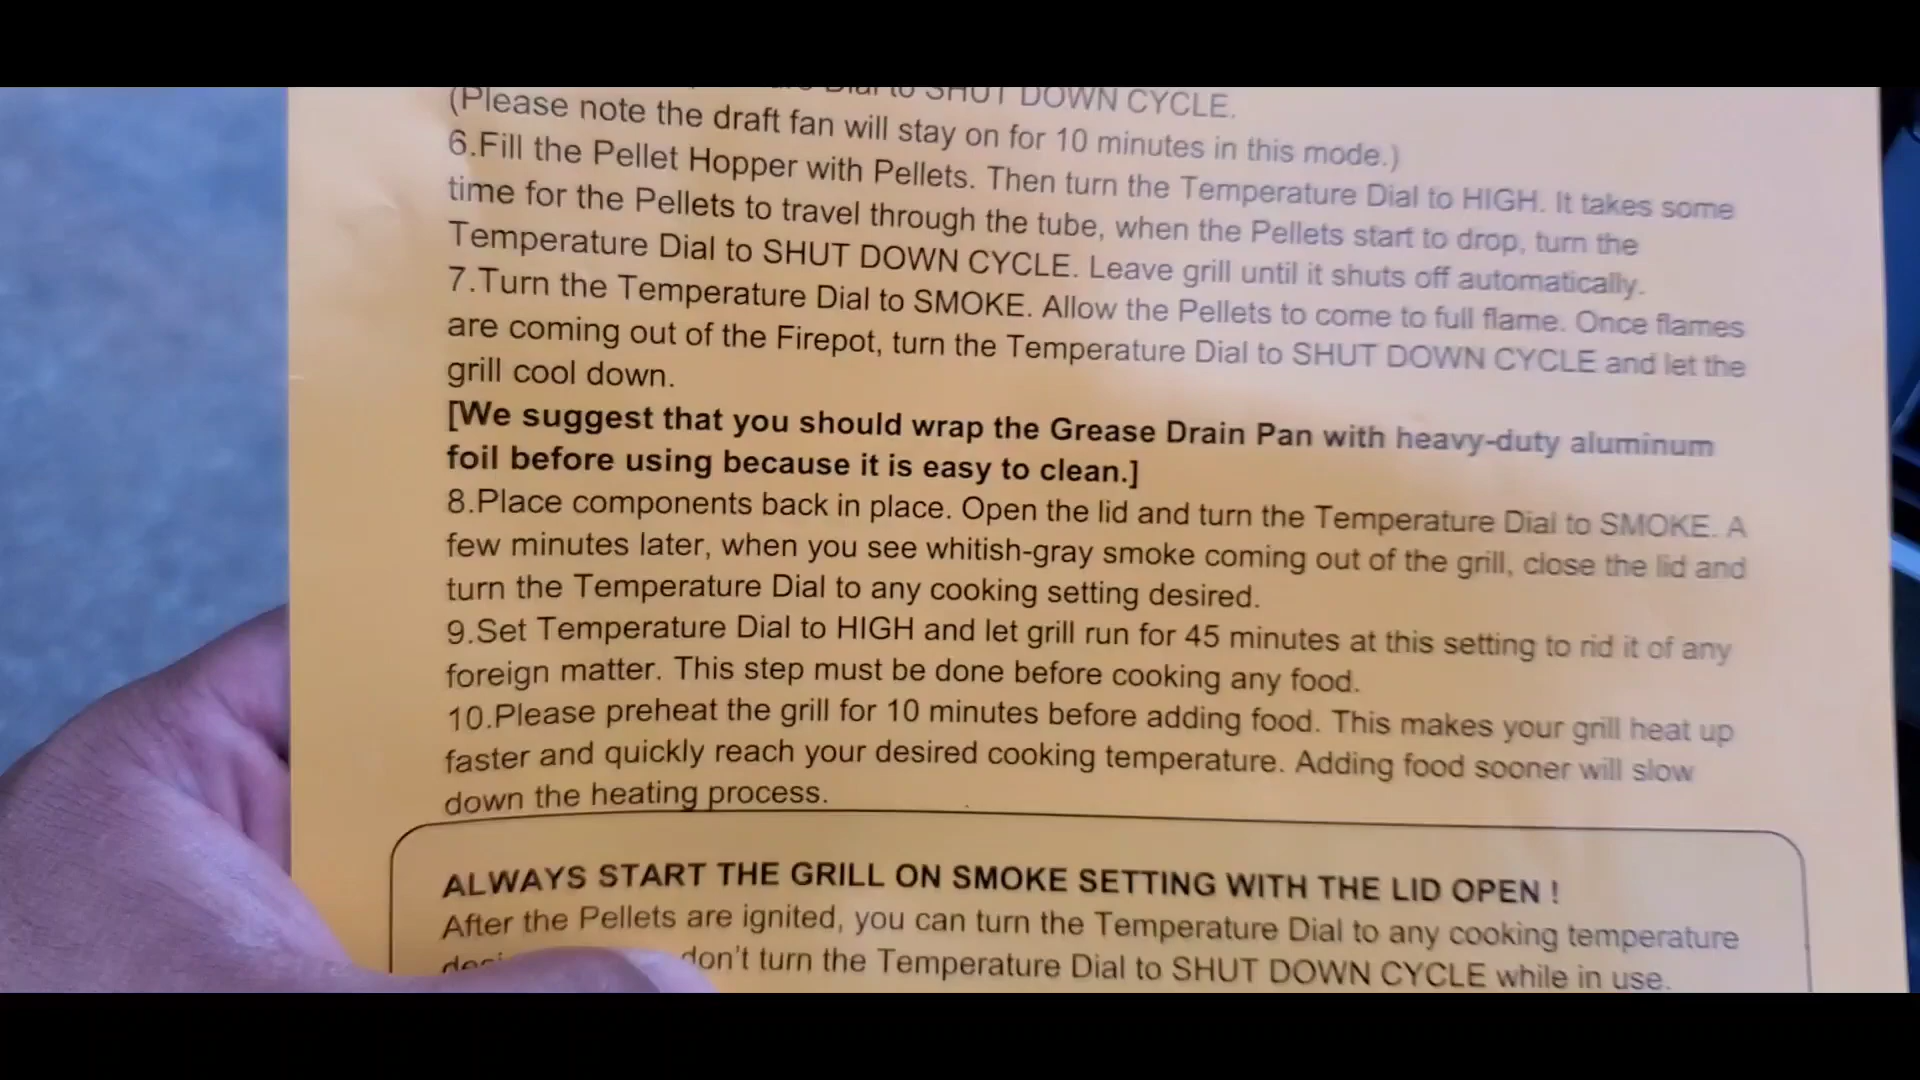 Dial to SHUT DOWN CYCLE.
(Please note the draft fan will stay on for 10 minutes in this mode.)
6.Fill the Pellet Hopper with Pellets. Then turn the Temperature Dial to HIGH. It takes some
time for the Pellets to travel through the tube, when the Pellets start to drop, turn the
Temperature Dial to SHUT DOWN CYCLE. Leave grill until it shuts off automatically.
7.Turn the Temperature Dial to SMOKE. Allow the Pellets to come to full flame. Once flames
are coming out of the Firepot, turn the Temperature Dial to SHUT DOWN CYCLE and let the
grill cool down.
[We suggest that you should wrap the Grease Drain Pan with heavy-duty aluminum
foil before using because it is easy to clean.]
8.Place components back in place. Open the lid and turn the Temperature Dial to SMOKE. A
few minutes later, when you see whitish-gray smoke coming out of the grill, close the lid and
turn the Temperature Dial to any cooking setting desired.
9.Set Temperature Dial to HIGH and let grill run for 45 minutes at this setting to rid it of any
foreign matter. This step must be done before cooking any food.
10.Please preheat the grill for 10 minutes before adding food. This makes your grill heat up
faster and quickly reach your desired cooking temperature. Adding food sooner will slow
down the heating process.
ALWAYS START THE GRILL ON SMOKE SETTING WITH THE LID OPEN !
After the Pellets are ignited, you can turn the Temperature Dial to any cooking temperature
don't turn the Temperature Dial to SHUT DOWN CYCLE while in use.